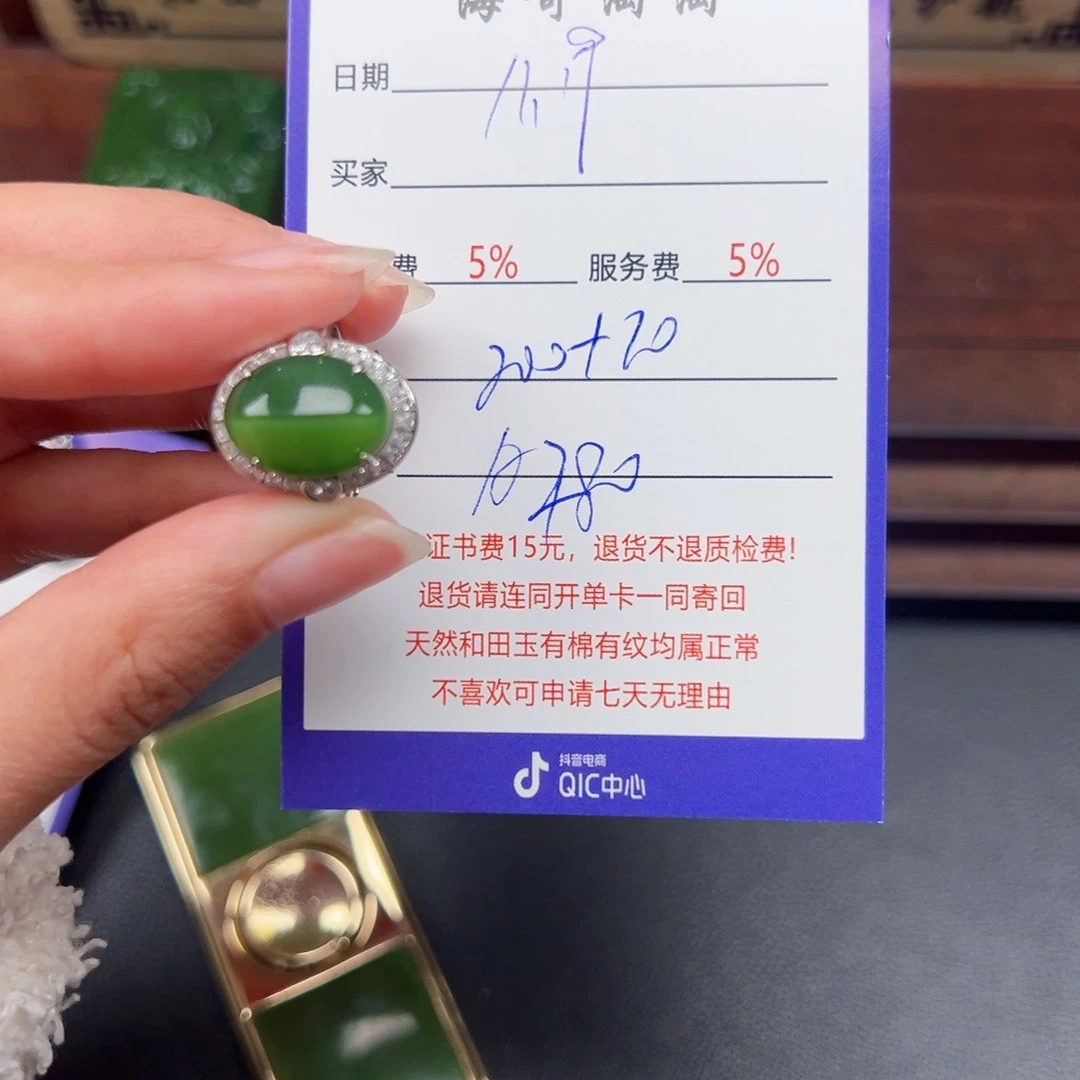 日期
买家
费 5% 服务费 5%
200+20
证书费15元，退货不退质检费!
退货请连同开单卡一同寄回
天然和田玉有棉有纹均属正常
不喜欢可申请七天无理由
抖音电商
QIC中心